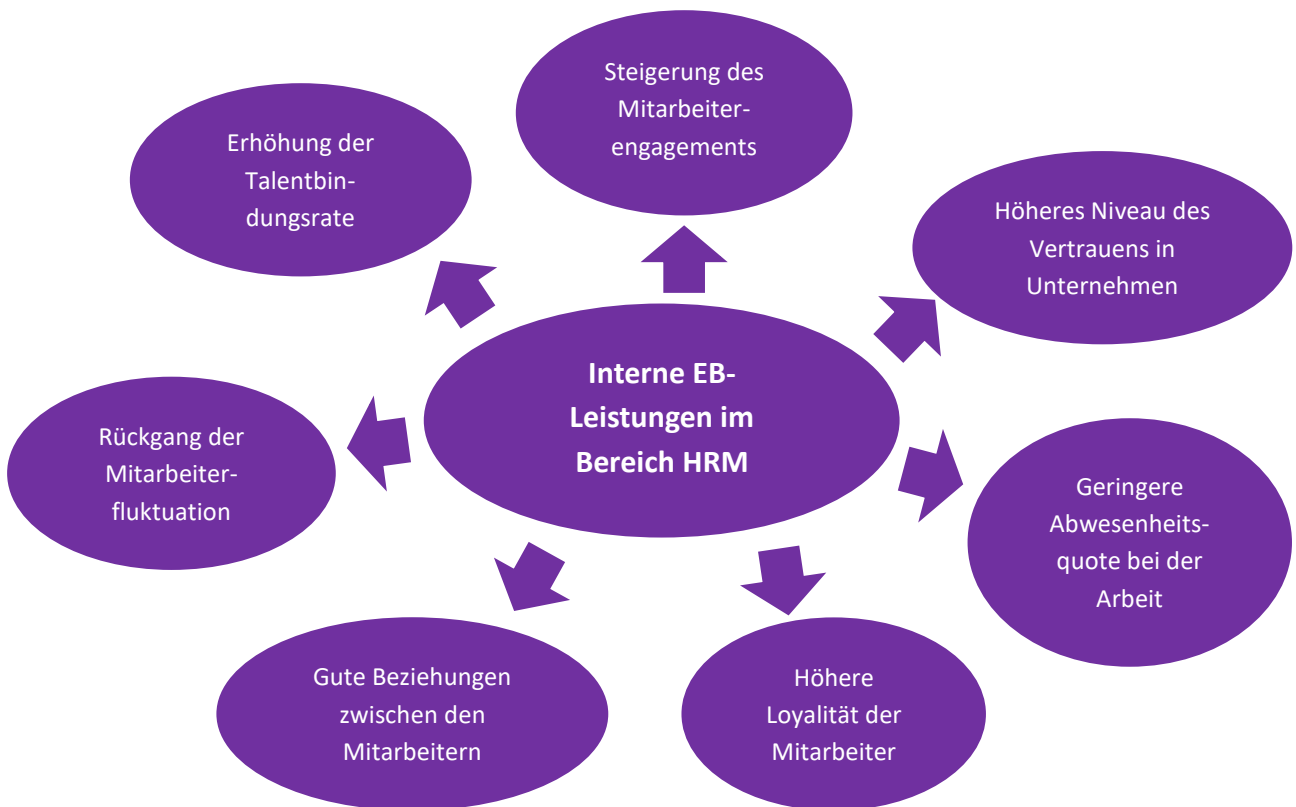 Steigerung des
Mitarbeiter-
engagements
Erhöhung der
Talentbin-
dungsrate
Höheres Niveau des
Vertrauens in
Unternehmen
Interne EB-
Leistungen im
Bereich HRM
Rückgang der
Mitarbeiter-
fluktuation
Geringere
Abwesenheits-
quote bei der
Arbeit
Gute Beziehungen
zwischen den
Mitarbeitern
Höhere
Loyalität der
Mitarbeiter